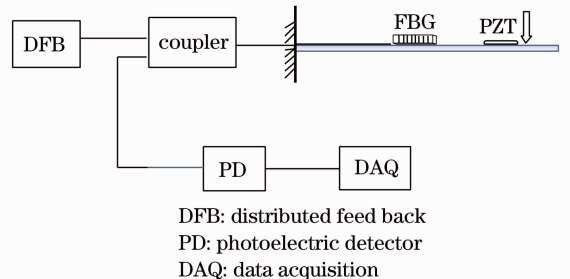 DFB
coupler
FBG
PZT
PD
DAQ
DFB: distributed feed back
PD: photoelectric detector
DAQ: data acquisition